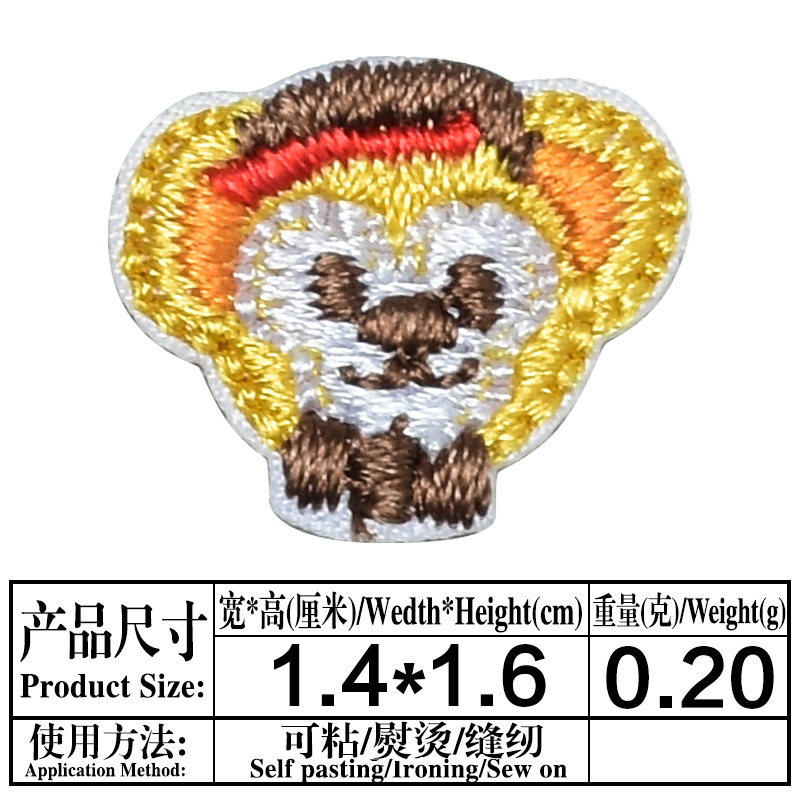 产品尺寸
Product Size:
宽*高(厘米)/Wedth*Height(cm)
1.4*1.6
重量(克)/Weight(g)
0.20
使用方法:
Application Method:
可粘/熨烫/缝纫
Self pasting/Ironing/Sew on